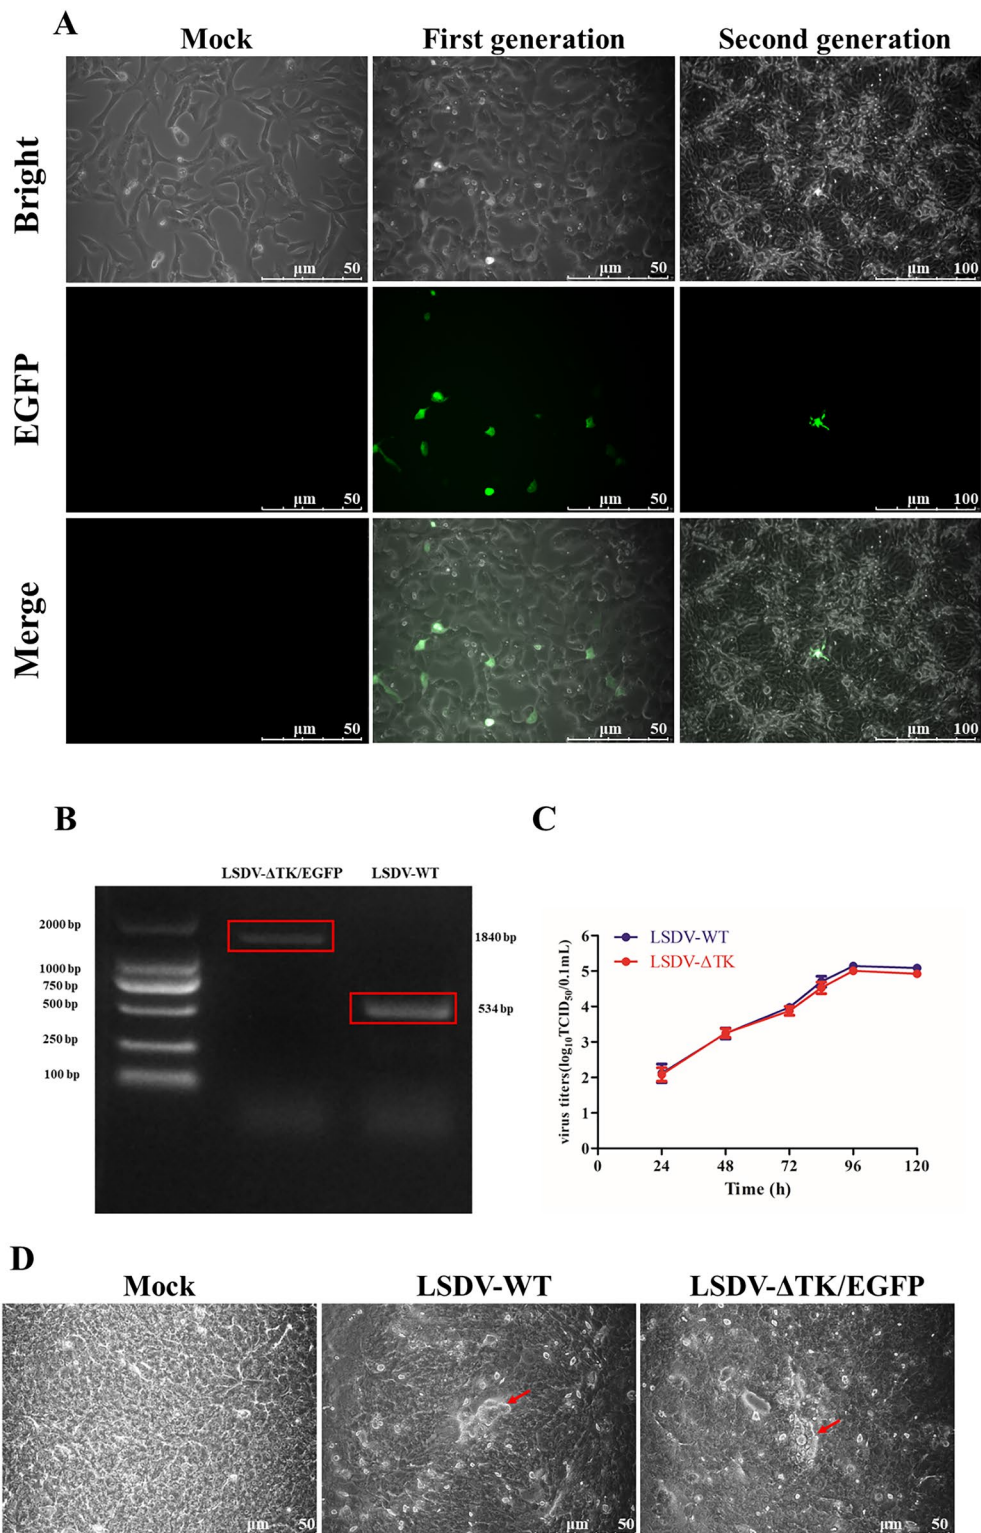 A
Mock First generation Second generation
Bright
µm 50 µm 50 µm 100
EGFP
µm 50 µm 50 µm 100
Merge
µm 50 µm 50 µm 100
B
C
LSDV-ΔTK/EGFP LSDV-WT
2000 bp
1000 bp
750 bp
500 bp
250 bp
100 bp
1840 bp
534 bp
LSDV-WT
LSDV-ΔTK
virus titers(log10TCID50/0.1mL)
6
5
4
3
2
1
0
0 24 48 72 96 120
Time (h)
D
Mock LSDV-WT LSDV-ΔTK/EGFP
µm 50 µm 50 µm 50